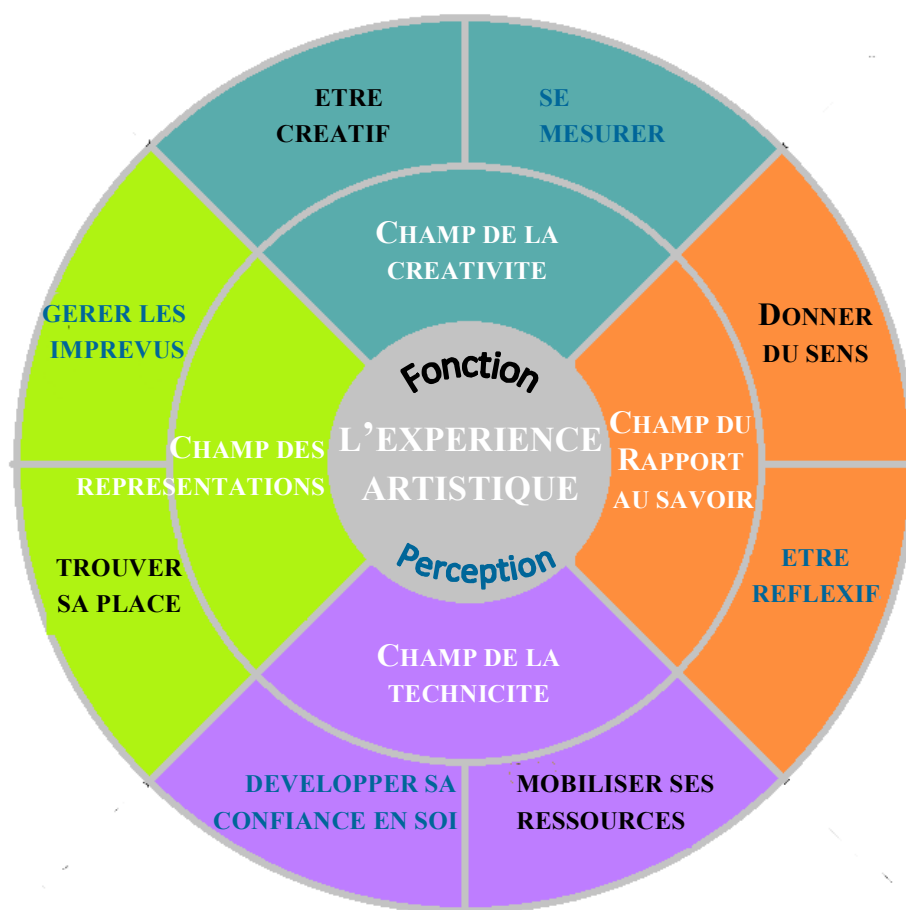 ETRE
CREATIF
SE
MESURER
CHAMP DE LA
CREATIVITE
GERER LES
IMPREVUS
DONNER
DU SENS
Fonction
L’EXPERIENCE
ARTISTIQUE
Perception
CHAMP DES
REPRESENTATIONS
CHAMP DU
RAPPORT
AU SAVOIR
TROUVER
SA PLACE
ETRE
REFLEXIF
CHAMP DE LA
TECHNICITE
DEVELOPPER SA
CONFIANCE EN SOI
MOBILISER SES
RESSOURCES